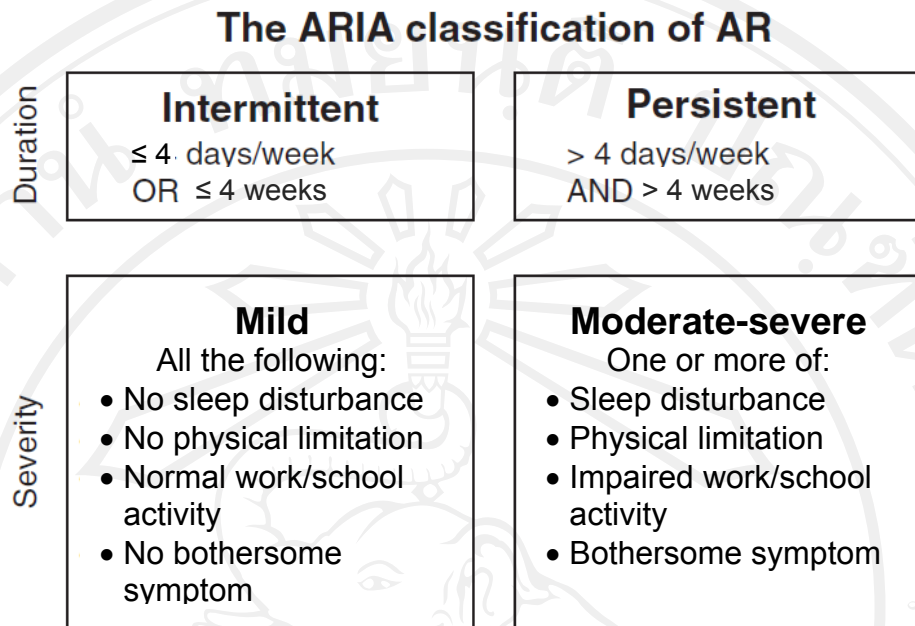 The ARIA classification of AR
Duration
Intermittent
≤ 4 days/week
OR ≤ 4 weeks
Persistent
> 4 days/week
AND > 4 weeks
Severity
Mild
All the following:
• No sleep disturbance
• No physical limitation
• Normal work/school
activity
• No bothersome
symptom
Moderate-severe
One or more of:
• Sleep disturbance
• Physical limitation
• Impaired work/school
activity
• Bothersome symptom